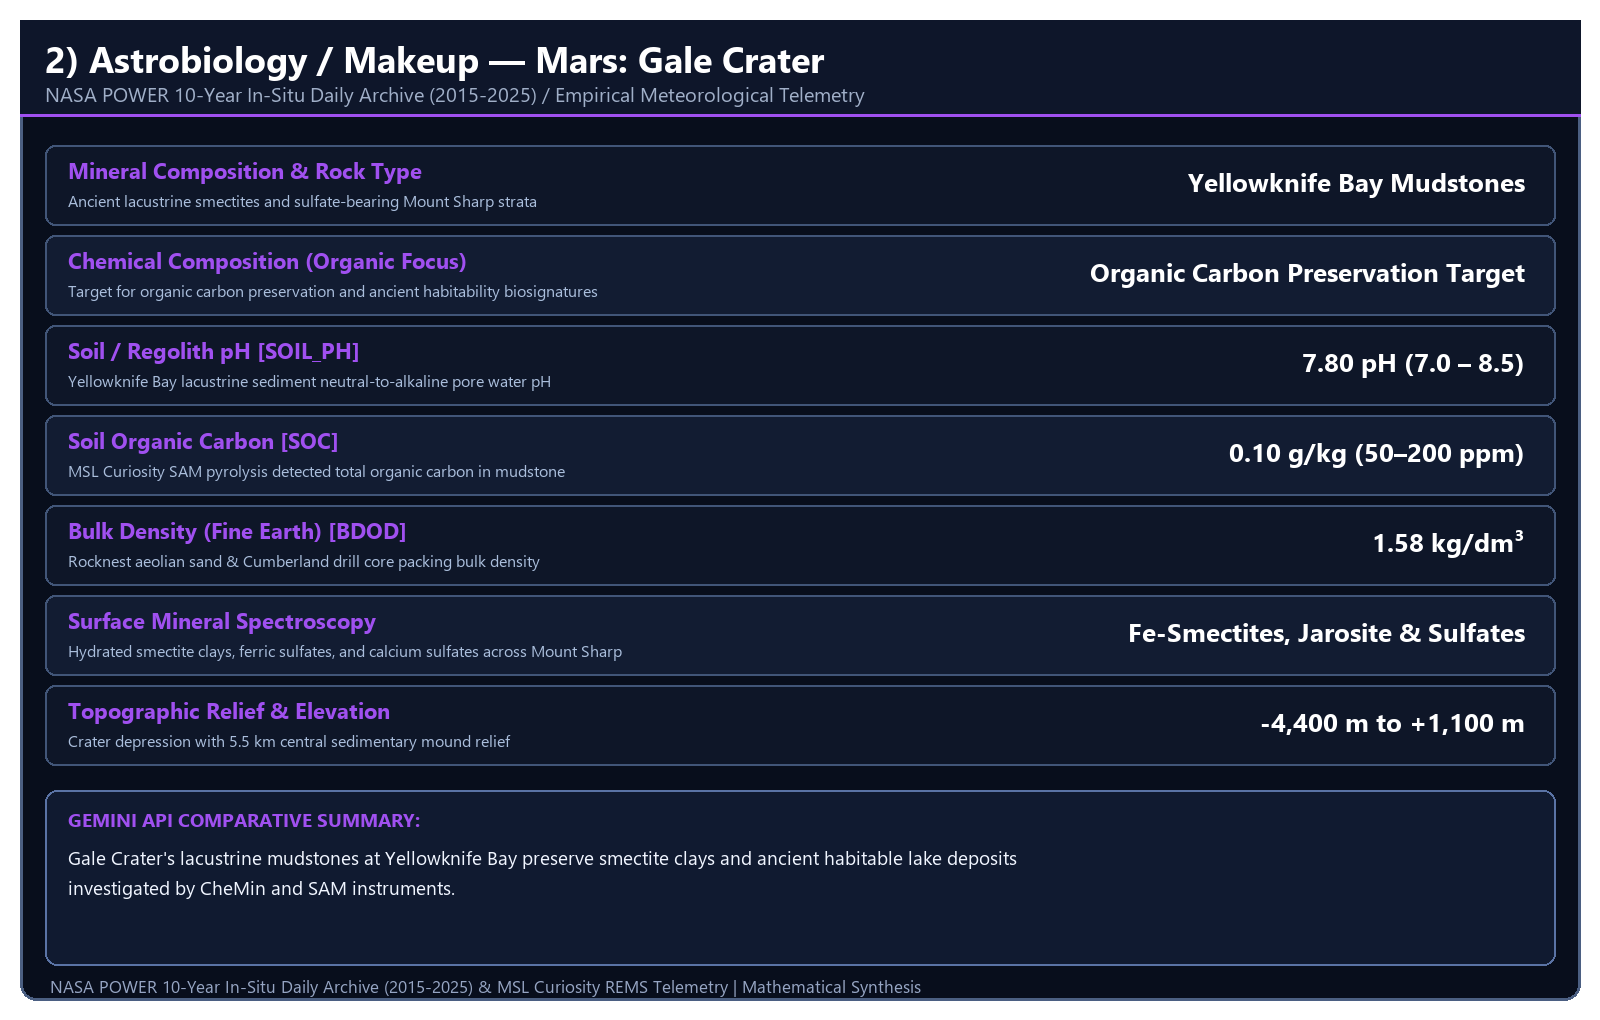 2) Astrobiology / Makeup — Mars: Gale Crater
NASA POWER 10-Year In-Situ Daily Archive (2015-2025) / Empirical Meteorological Telemetry
Mineral Composition & Rock Type
Ancient lacustrine smectites and sulfate-bearing Mount Sharp strata
Yellowknife Bay Mudstones
Chemical Composition (Organic Focus)
Target for organic carbon preservation and ancient habitability biosignatures
Organic Carbon Preservation Target
Soil / Regolith pH [SOIL_PH]
Yellowknife Bay lacustrine sediment neutral-to-alkaline pore water pH
7.80 pH (7.0 – 8.5)
Soil Organic Carbon [SOC]
MSL Curiosity SAM pyrolysis detected total organic carbon in mudstone
0.10 g/kg (50–200 ppm)
Bulk Density (Fine Earth) [BDOD]
Rocknest aeolian sand & Cumberland drill core packing bulk density
1.58 kg/dm³
Surface Mineral Spectroscopy
Hydrated smectite clays, ferric sulfates, and calcium sulfates across Mount Sharp
Fe-Smectites, Jarosite & Sulfates
Topographic Relief & Elevation
Crater depression with 5.5 km central sedimentary mound relief
-4,400 m to +1,100 m
GEMINI API COMPARATIVE SUMMARY:
Gale Crater's lacustrine mudstones at Yellowknife Bay preserve smectite clays and ancient habitable lake deposits
investigated by CheMin and SAM instruments.
NASA POWER 10-Year In-Situ Daily Archive (2015-2025) & MSL Curiosity REMS Telemetry | Mathematical Synthesis